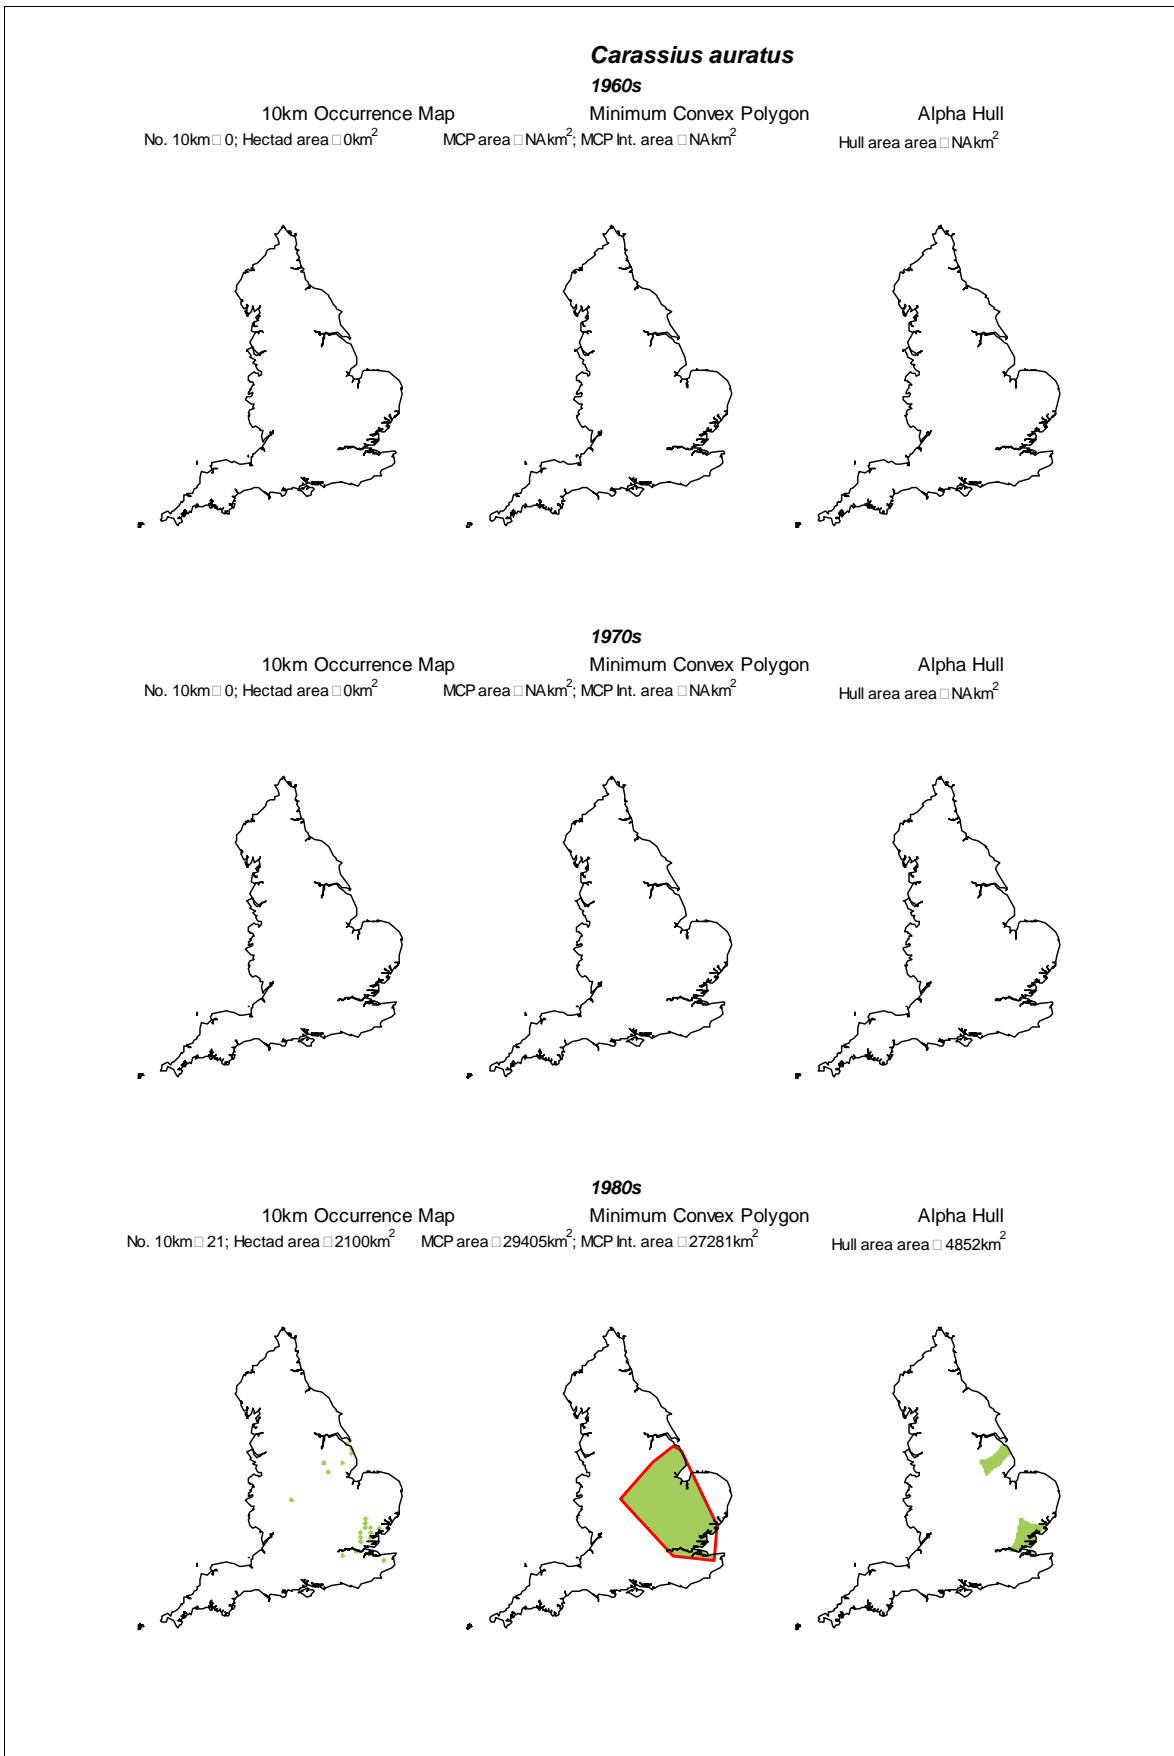 Carassius auratus
1960s
10km Occurrence Map Minimum Convex Polygon Alpha Hull
No. 10km□0; Hectad area□0km² MCP area□NAkm²; MCP Int. area□NAkm² Hull area area□NAkm²
1970s
10km Occurrence Map Minimum Convex Polygon Alpha Hull
No. 10km□0; Hectad area□0km² MCP area□NAkm²; MCP Int. area□NAkm² Hull area area□NAkm²
1980s
10km Occurrence Map Minimum Convex Polygon Alpha Hull
No. 10km□21; Hectad area□2100km² MCP area□29405km²; MCP Int. area□27281km² Hull area area□4852km²